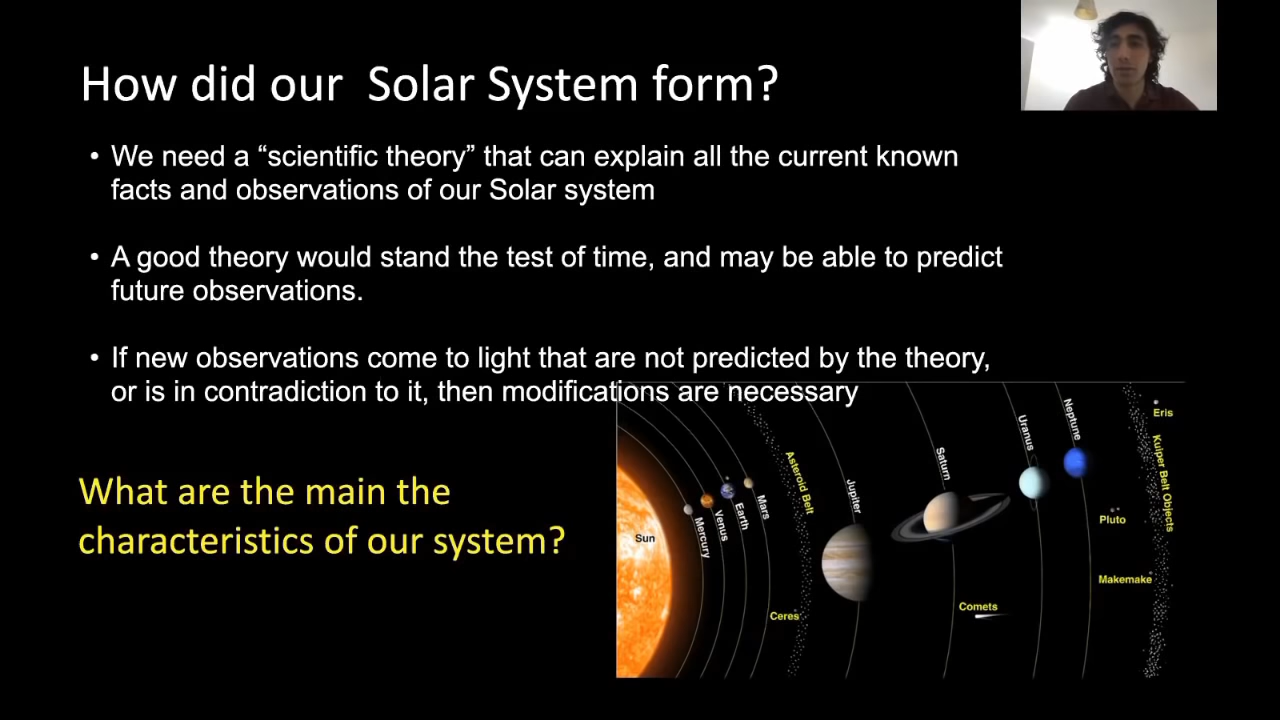 How did our Solar System form?
• We need a “scientific theory” that can explain all the current known
facts and observations of our Solar system
• A good theory would stand the test of time, and may be able to predict
future observations.
• If new observations come to light that are not predicted by the theory,
or is in contradiction to it, then modifications are necessary
What are the main the
characteristics of our system?
Sun
Mercury
Venus
Earth
Mars
Asteroid Belt
Ceres
Jupiter
Saturn
Comets
Uranus
Neptune
Pluto
Makemake
Eris
Kuiper Belt Objects